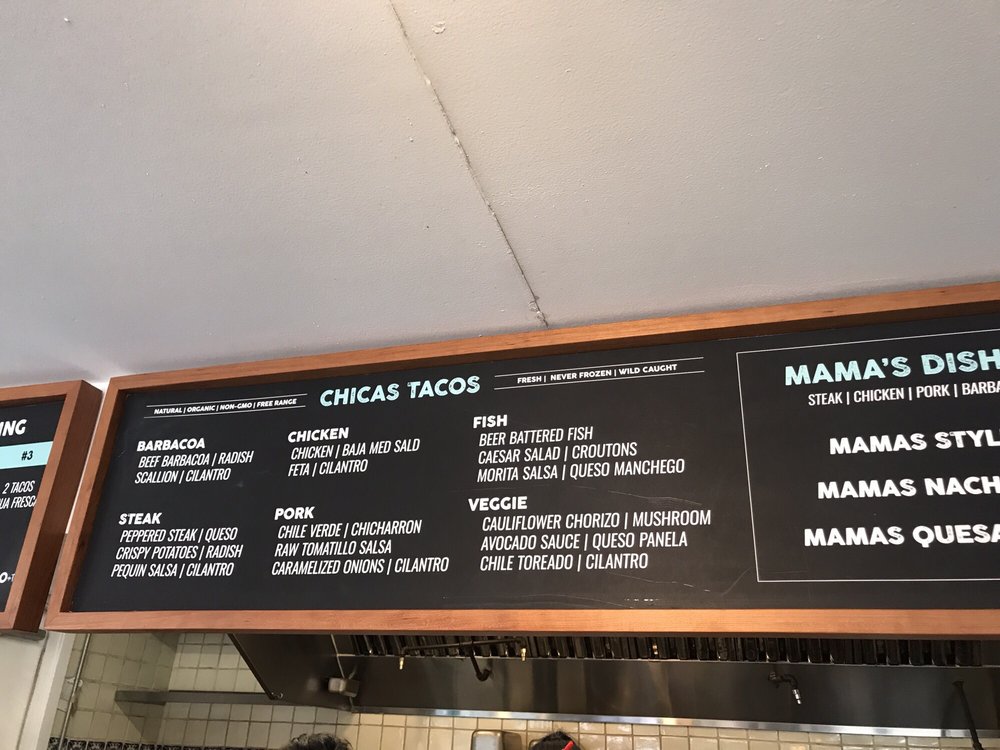 ING
#3
2 TACOS
CHICAS TACOS
NATURAL | ORGANIC | NON-GMO | FREE RANGE
FRESH | NEVER FROZEN | WILD CAUGHT
BARBACOA
BEEF BARBACOA | RADISH
SCALLION | CILANTRO
CHICKEN
CHICKEN | BAJA MED SALD
FETA | CILANTRO
FISH
BEER BATTERED FISH
CAESAR SALAD | CROUTONS
MORITA SALSA | QUESO MANCHEGO
STEAK
PEPPERED STEAK | QUESO
CRISPY POTATOES | RADISH
PEQUIN SALSA | CILANTRO
PORK
CHILE VERDE | CHICHARRON
RAW TOMATILLO SALSA
CARAMELIZED ONIONS | CILANTRO
VEGGIE
CAULIFLOWER CHORIZO | MUSHROOM
AVOCADO SAUCE | QUESO PANELA
CHILE TOREADO | CILANTRO
MAMA'S DISH
STEAK | CHICKEN | PORK | BARBA
MAMAS STYL
MAMAS NACH
MAMAS QUESA